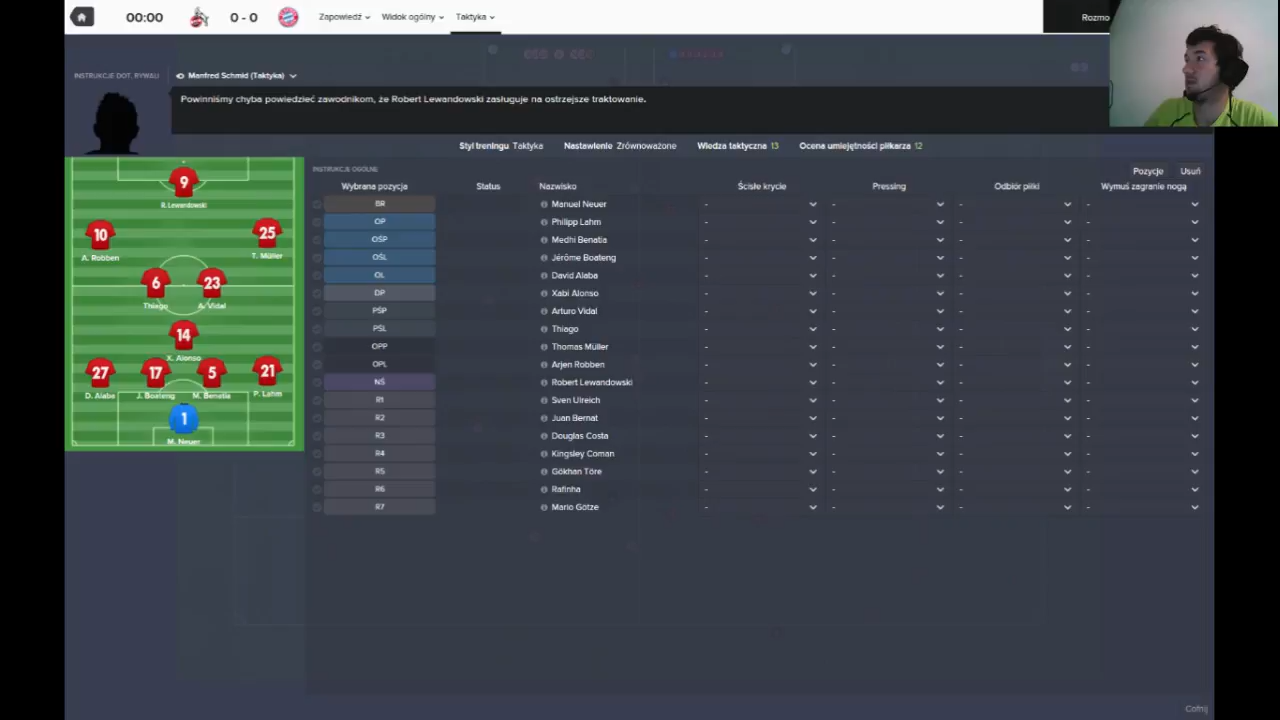 00:00 0 - 0 Zapowiedź Widok ogólny Taktyka Rozmo
INSTRUKCJE DOT. RYWALI Manfred Schmid (Taktyka)
Powinniśmy chyba powiedzieć zawodnikom, że Robert Lewandowski zasługuje na ostrzejsze traktowanie.
Styl treningu Taktyka Nastawienie Zrównoważone Wiedza taktyczna 13 Ocena umiejętności piłkarza 12
INSTRUKCJE OGÓLNE Pozycje Usuń
Wybrana pozycja Status Nazwisko Ścisłe krycie Pressing Odbiór piłki Wymuś zagranie nogą
BR Manuel Neuer - - - -
OP Philipp Lahm - - - -
OŚP Medhi Benatia - - - -
OŚL Jérôme Boateng - - - -
OL David Alaba - - - -
DP Xabi Alonso - - - -
PŚP Arturo Vidal - - - -
PŚL Thiago - - - -
OPP Thomas Müller - - - -
OPL Arjen Robben - - - -
NŚ Robert Lewandowski - - - -
R1 Sven Ulreich - - - -
R2 Juan Bernat - - - -
R3 Douglas Costa - - - -
R4 Kingsley Coman - - - -
R5 Gökhan Töre - - - -
R6 Rafinha - - - -
R7 Mario Götze - - - -
9
R. Lewandowski
10 25
A. Robben T. Müller
6 23
Thiago A. Vidal
14
X. Alonso
27 17 5 21
D. Alaba J. Boateng M. Benatia P. Lahm
1
M. Neuer
Cofnij